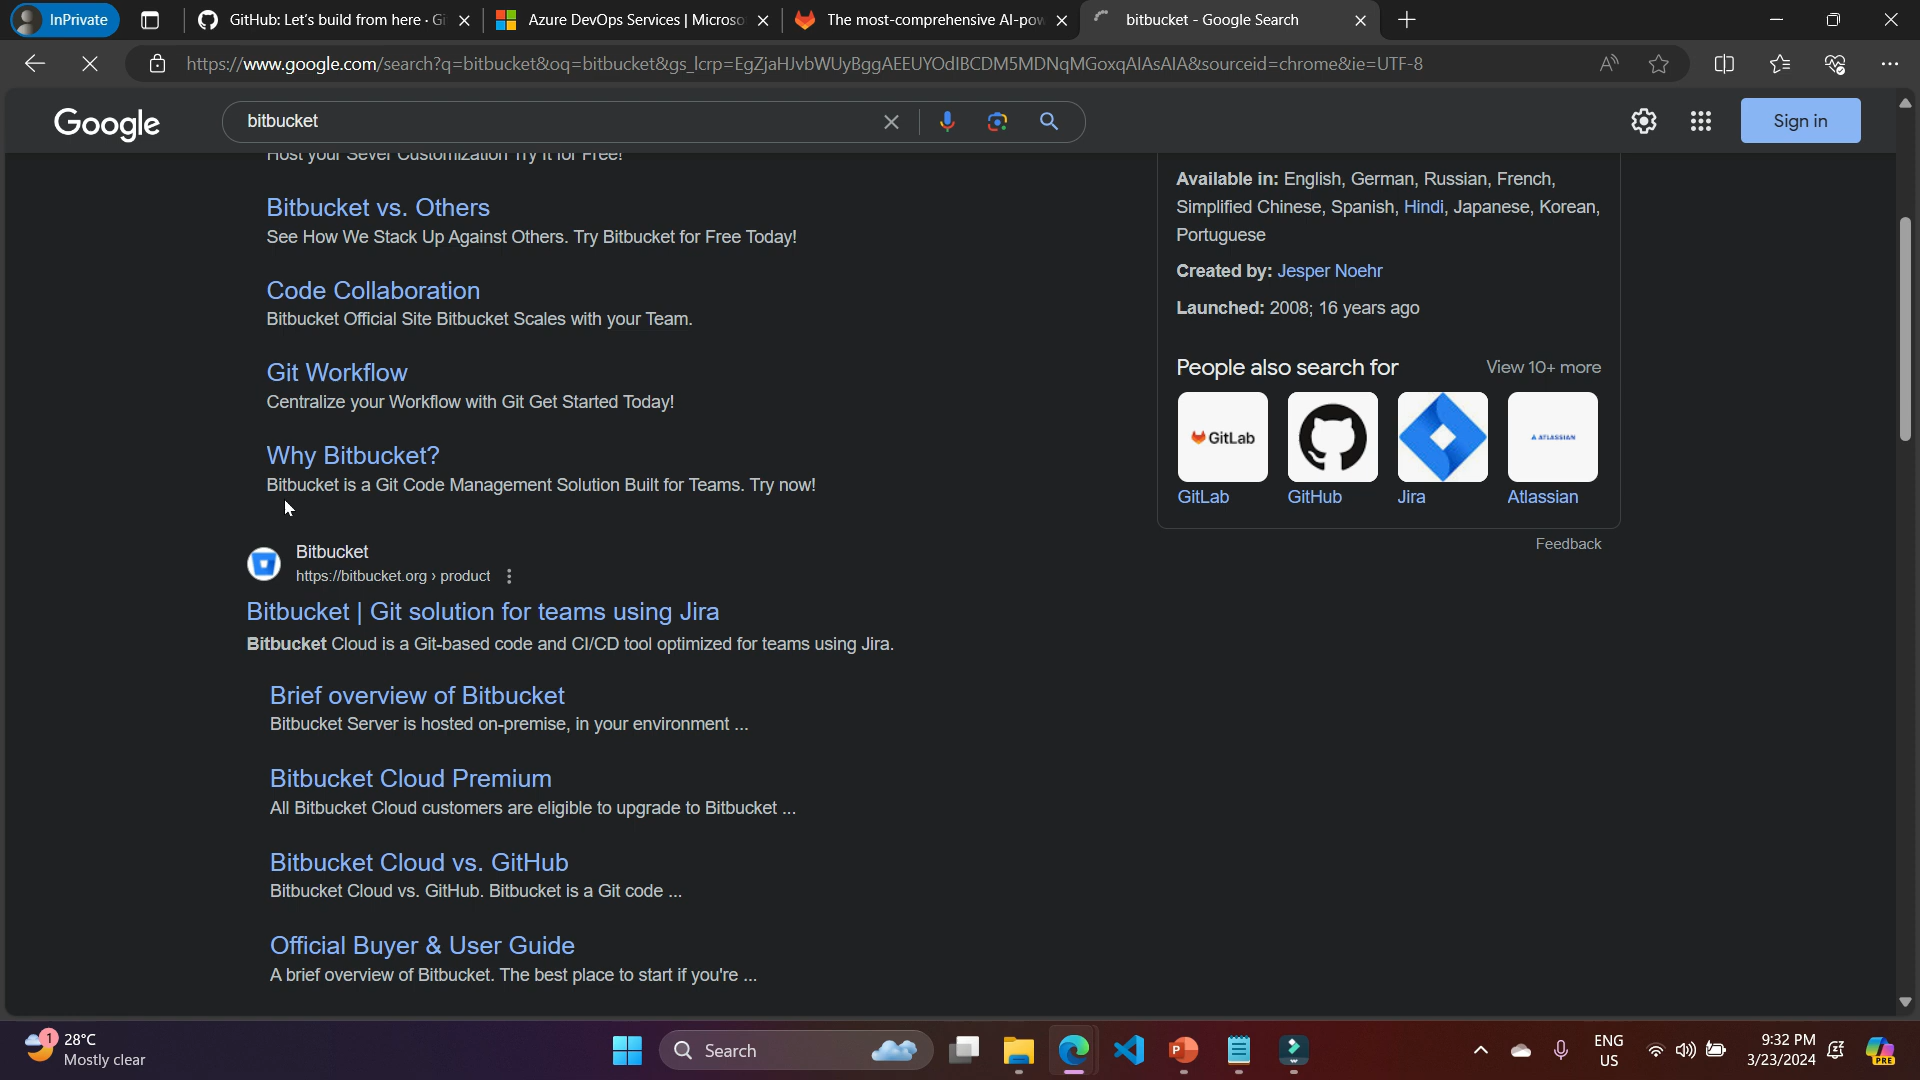 InPrivate
GitHub: Let's build from here · G
Azure DevOps Services | Microso
The most-comprehensive AI-pow
bitbucket - Google Search
https://www.google.com/search?q=bitbucket&oq=bitbucket&gs_lcrp=EgZjaHJvbWUyBggAEEUYOdIBCDM5MDNqMGoxqAIAsAIA&sourceid=chrome&ie=UTF-8
Google
bitbucket
Sign in
Host your Sever Customization Try It for Free!
Bitbucket vs. Others
See How We Stack Up Against Others. Try Bitbucket for Free Today!
Code Collaboration
Bitbucket Official Site Bitbucket Scales with your Team.
Git Workflow
Centralize your Workflow with Git Get Started Today!
Why Bitbucket?
Bitbucket is a Git Code Management Solution Built for Teams. Try now!
Bitbucket
https://bitbucket.org › product
Bitbucket | Git solution for teams using Jira
Bitbucket Cloud is a Git-based code and CI/CD tool optimized for teams using Jira.
Brief overview of Bitbucket
Bitbucket Server is hosted on-premise, in your environment ...
Bitbucket Cloud Premium
All Bitbucket Cloud customers are eligible to upgrade to Bitbucket ...
Bitbucket Cloud vs. GitHub
Bitbucket Cloud vs. GitHub. Bitbucket is a Git code ...
Official Buyer & User Guide
A brief overview of Bitbucket. The best place to start if you're ...
Available in: English, German, Russian, French,
Simplified Chinese, Spanish, Hindi, Japanese, Korean,
Portuguese
Created by: Jesper Noehr
Launched: 2008; 16 years ago
People also search for
View 10+ more
GitLab
ATLASSIAN
GitLab
GitHub
Jira
Atlassian
Feedback
1
28°C
Mostly clear
Search
ENG
US
9:32 PM
3/23/2024
PRE